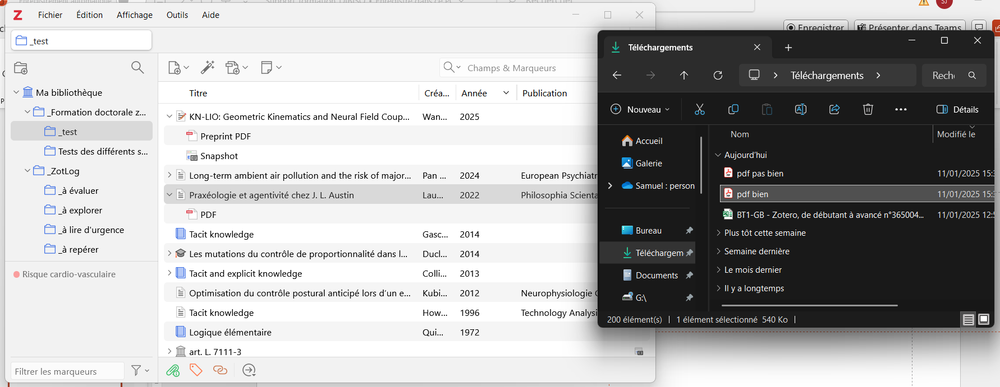 Fichier Édition Affichage Outils Aide
_test
Champs & Marqueurs
Ma bibliothèque
_Formation doctorale z...
_test
Tests des différents s...
_ZotLog
_à évaluer
_à explorer
_à lire d'urgence
_à repérer
Risque cardio-vasculaire
Filtrer les marqueurs
Titre Créa... Année Publication
KN-LIO: Geometric Kinematics and Neural Field Coup... Wan... 2025
Preprint PDF
Snapshot
Long-term ambient air pollution and the risk of major... Pan ... 2024 European Psychiatr
Praxéologie et agentivité chez J. L. Austin Lau... 2022 Philosophia Scienta
PDF
Tacit knowledge Gasc... 2014
Les mutations du contrôle de proportionnalité dans l... Ducl... 2014
Tacit and explicit knowledge Colli... 2013
Optimisation du contrôle postural anticipé lors d'un e... Kubi... 2012 Neurophysiologie
Tacit knowledge How... 1996 Technology Analysi
Logique élémentaire Qui... 1972
art. L. 7111-3
SJ
Enregistrer Présenter dans Teams
Téléchargements
Téléchargements
Rech
Nouveau Détails
Accueil
Galerie
Samuel : person
Bureau
Téléchargem
Documents
G:\
Nom Modifié le
Aujourd'hui
pdf pas bien 11/01/2025 15:3
pdf bien 11/01/2025 15:3
BT1-GB - Zotero, de débutant à avancé n°365004... 11/01/2025 12:5
Plus tôt cette semaine
Semaine dernière
Le mois dernier
Il y a longtemps
200 élément(s) 1 élément sélectionné 540 Ko